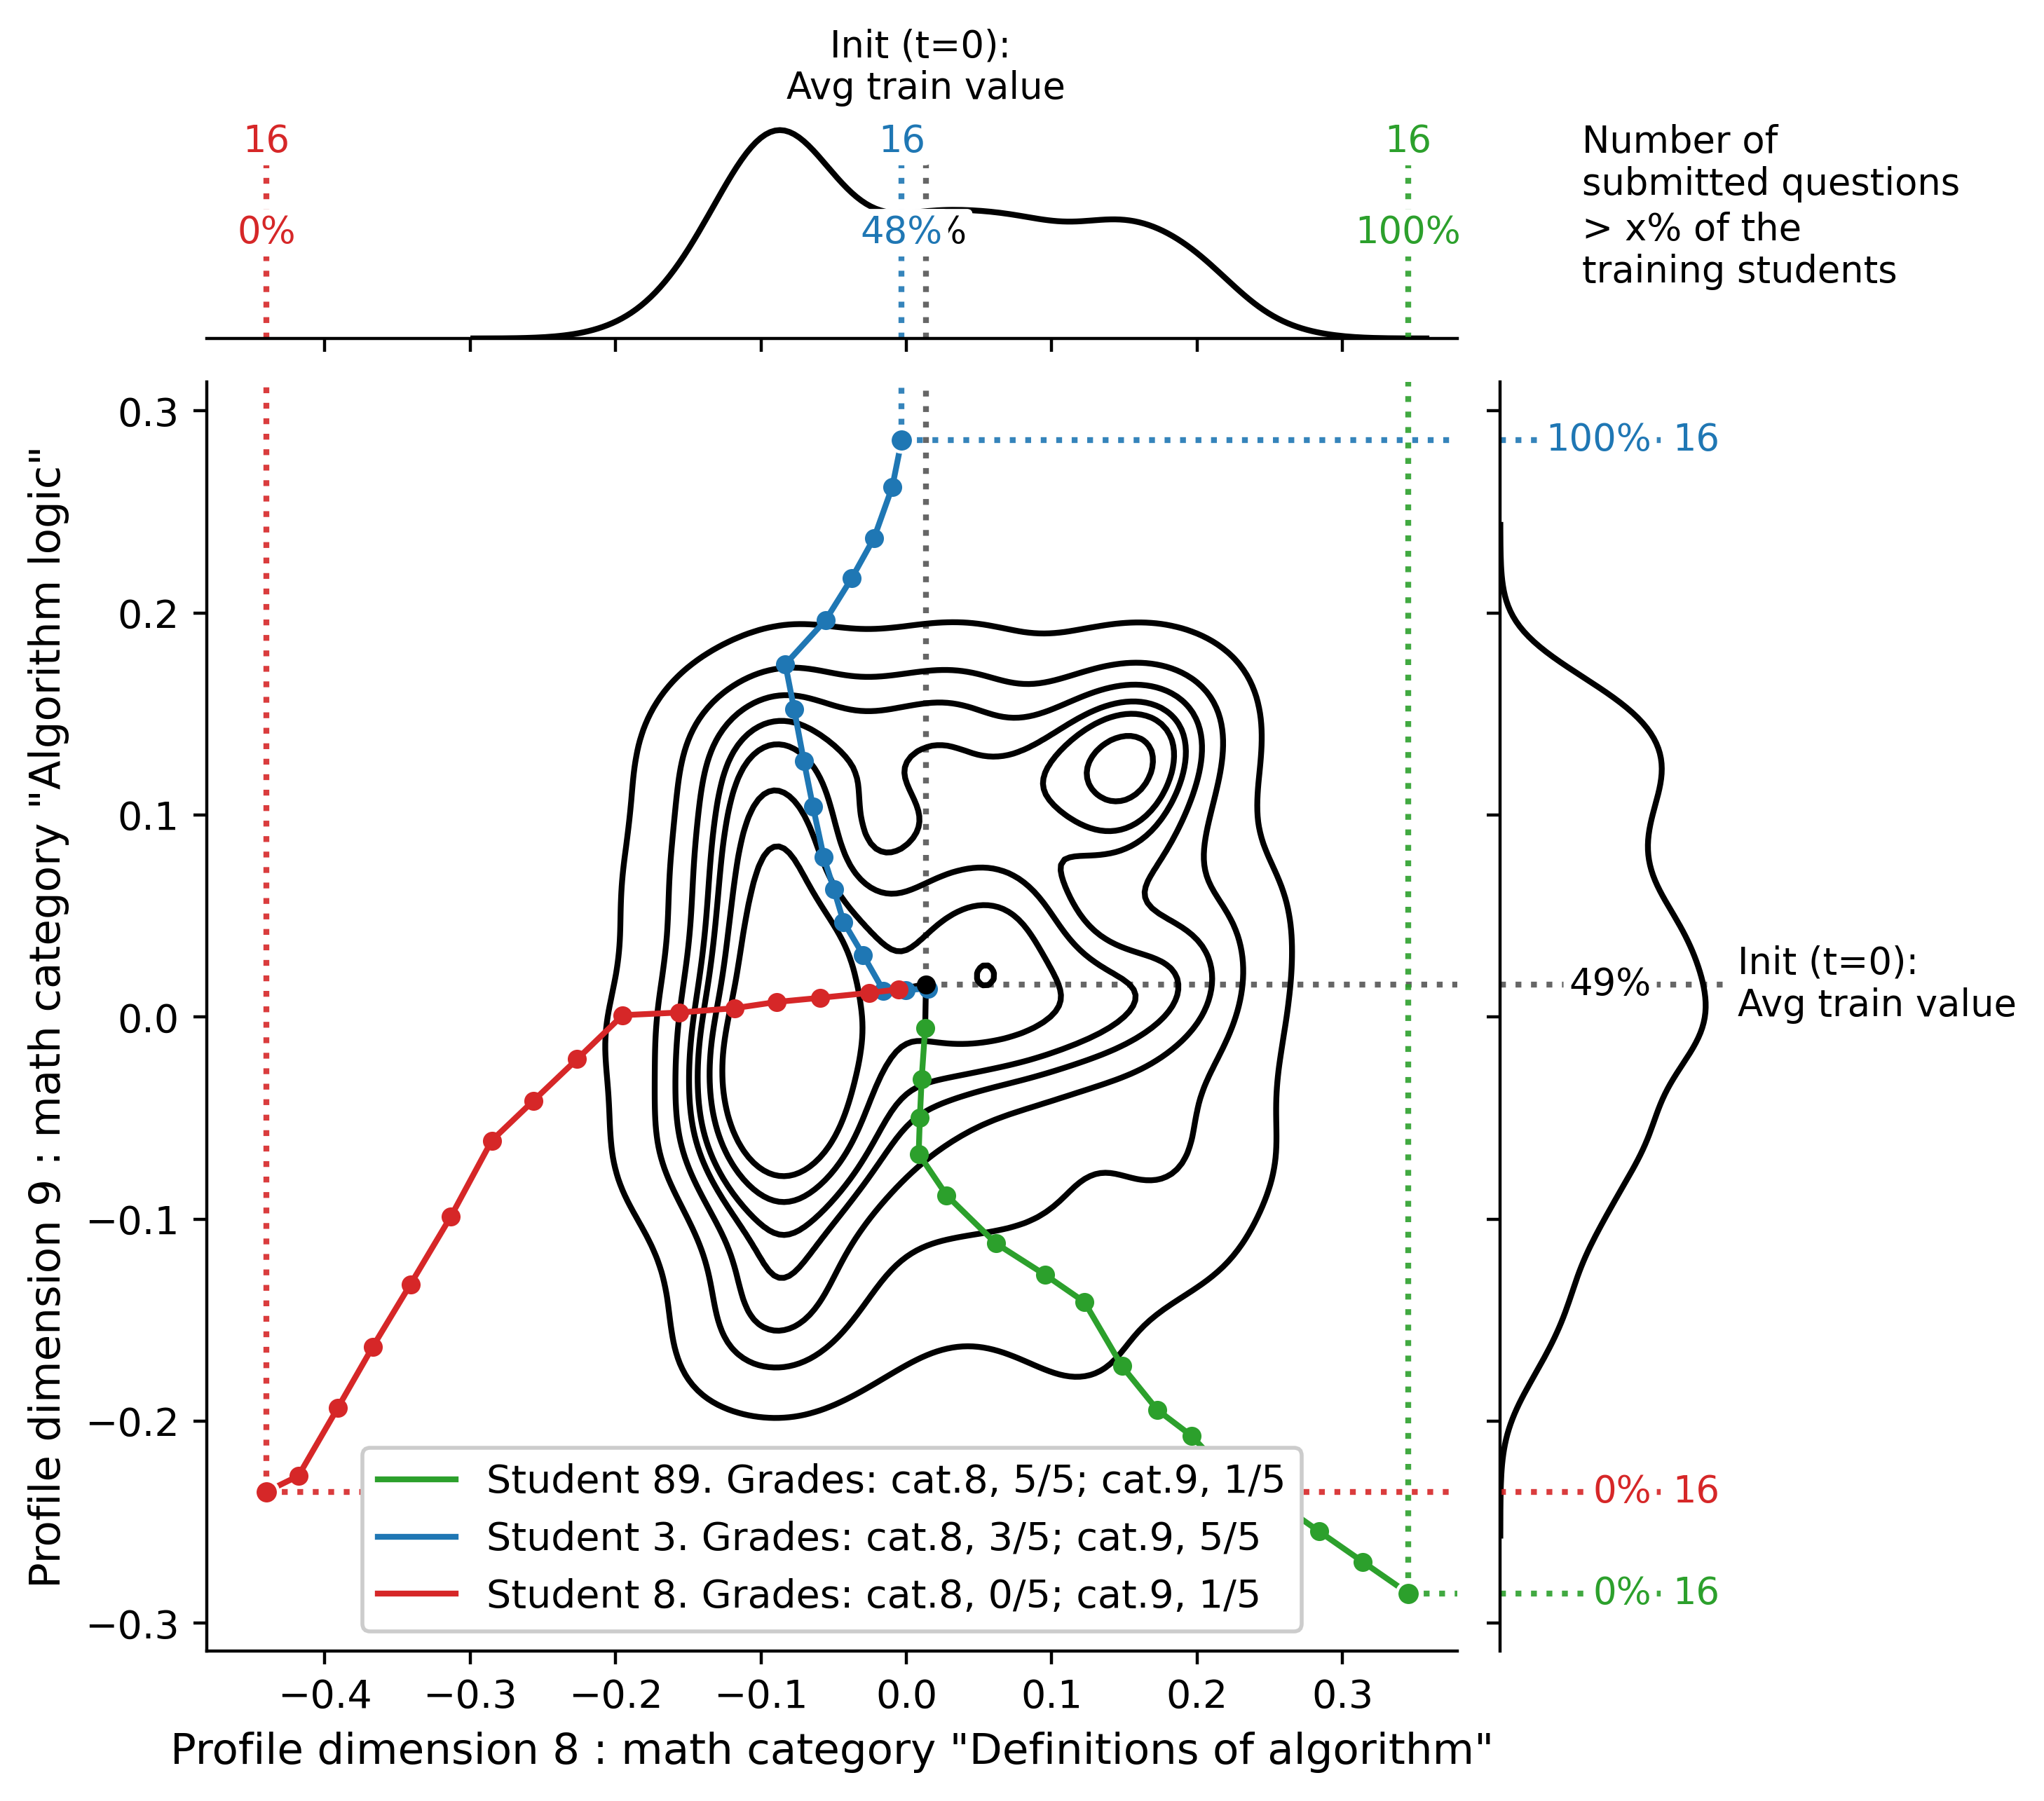 Init (t=0):
Avg train value
16
16
16
Number of
submitted questions
0%
48%
%
100%
> x% of the
training students
0.3
0.2
0.1
0.0
−0.1
−0.2
−0.3
Profile dimension 9 : math category "Algorithm logic"
100%
16
49%
Init (t=0):
Avg train value
0%
16
0%
16
Student 89. Grades: cat.8, 5/5; cat.9, 1/5
Student 3. Grades: cat.8, 3/5; cat.9, 5/5
Student 8. Grades: cat.8, 0/5; cat.9, 1/5
−0.4
−0.3
−0.2
−0.1
0.0
0.1
0.2
0.3
Profile dimension 8 : math category "Definitions of algorithm"